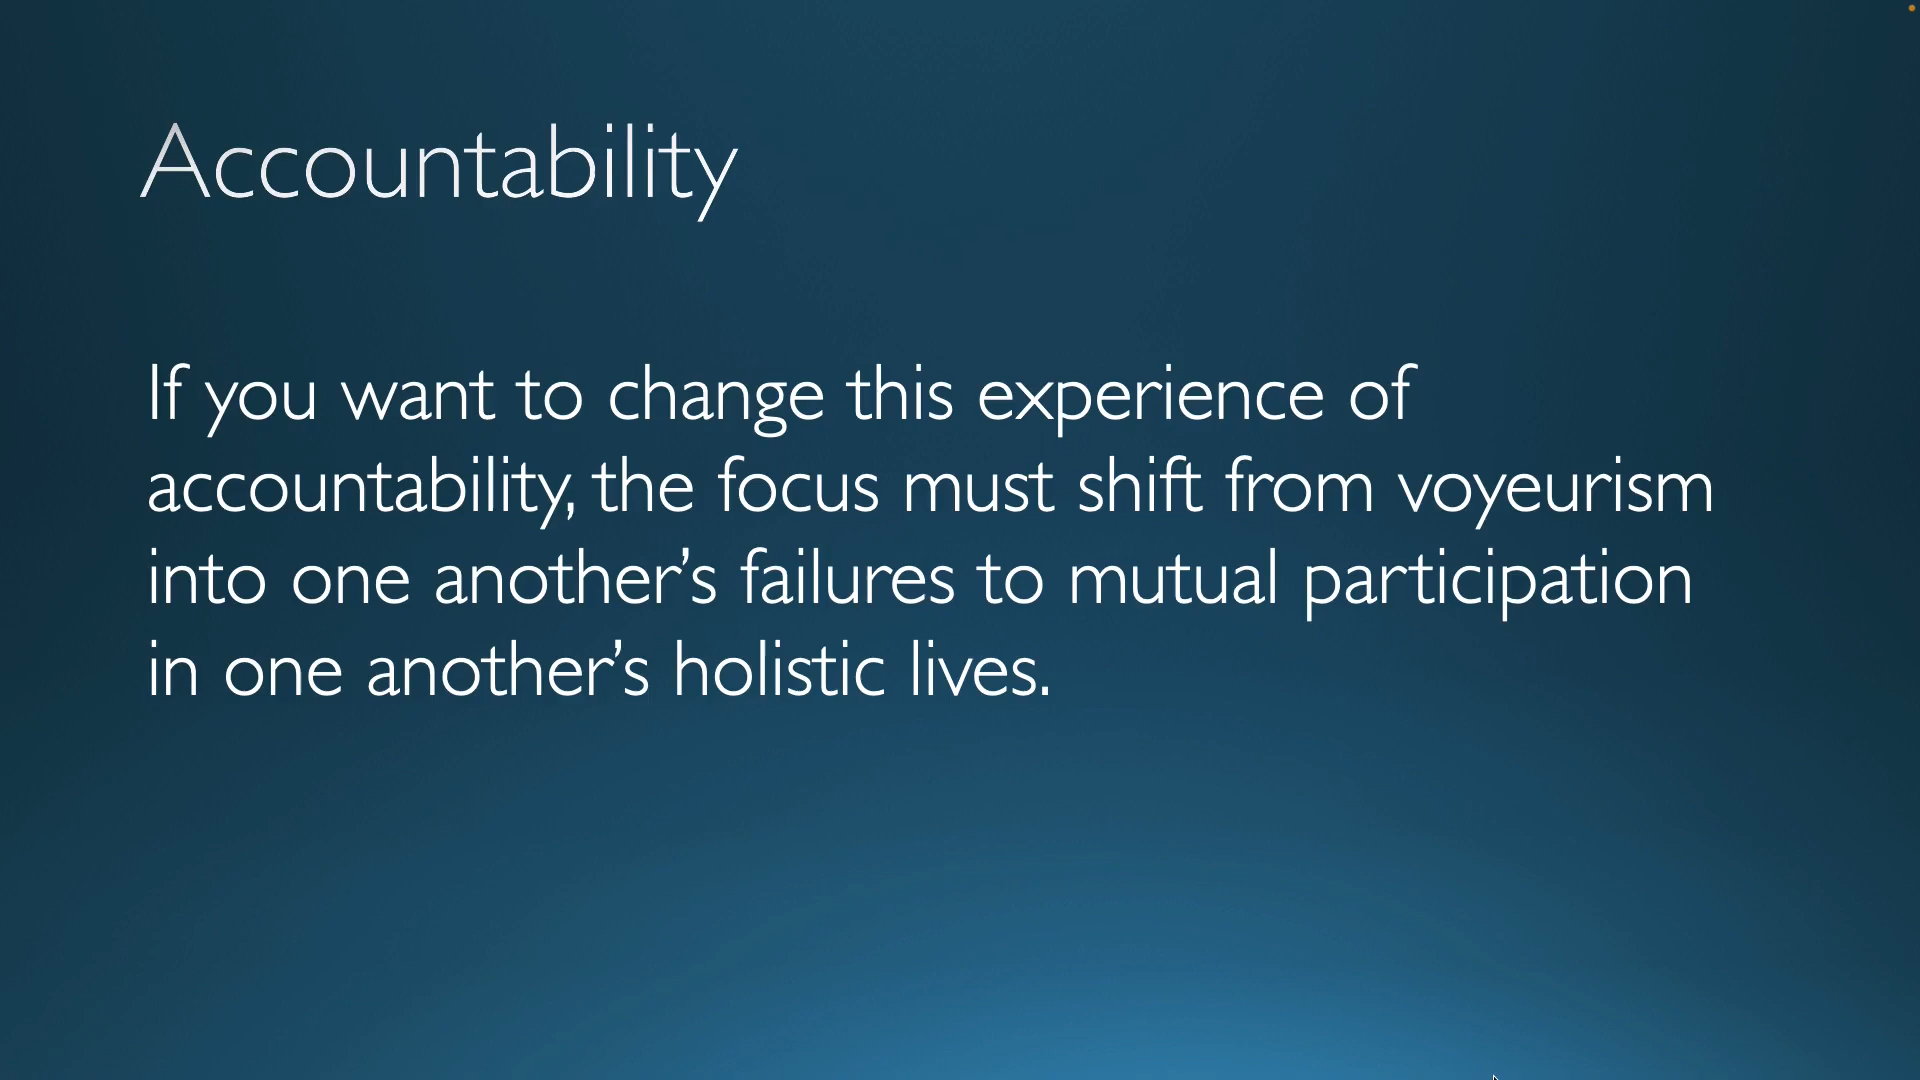 Accountability
If you want to change this experience of
accountability, the focus must shift from voyeurism
into one another’s failures to mutual participation
in one another’s holistic lives.